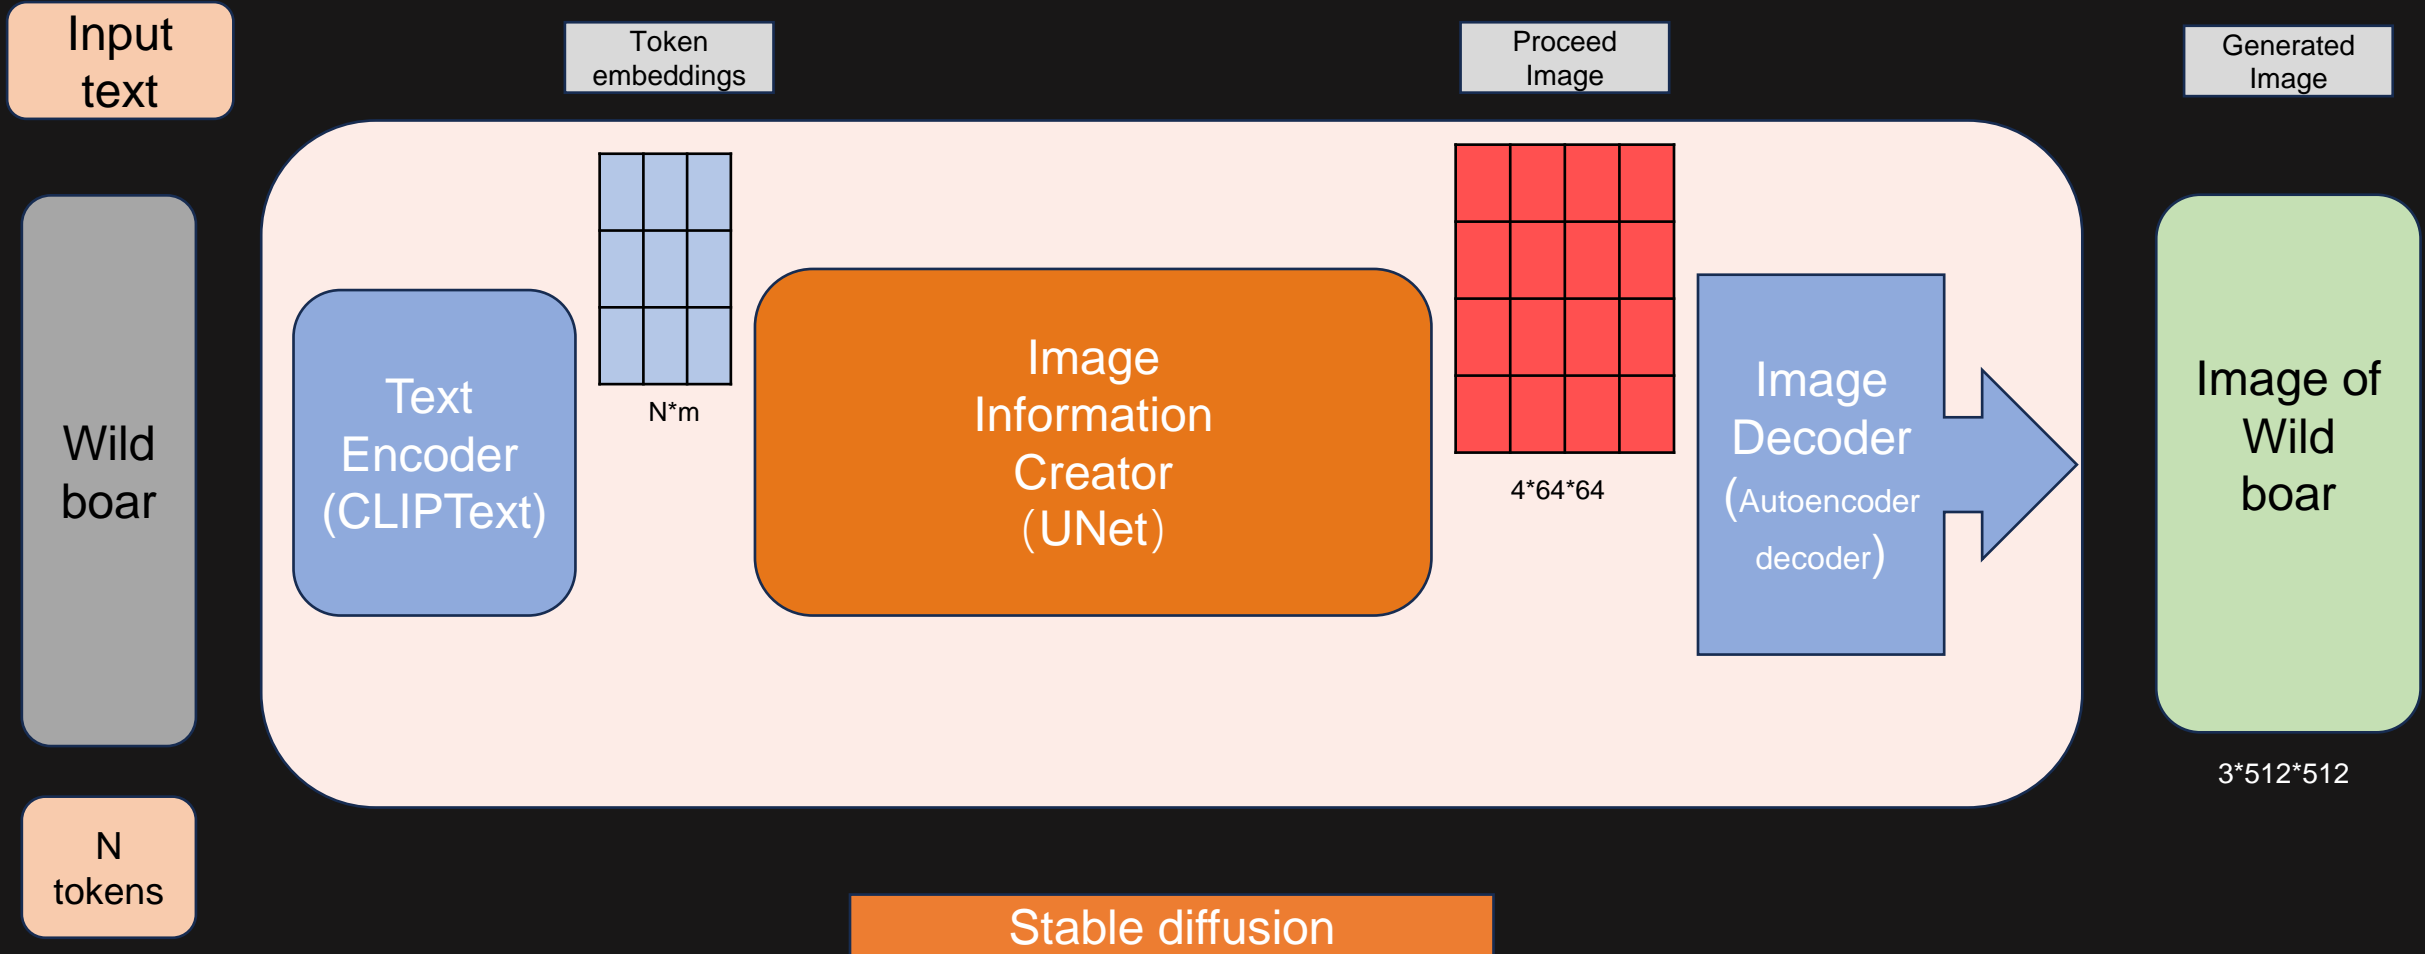 Input
text
Token
embeddings
Proceed
Image
Generated
Image
Wild
boar
Text
Encoder
(CLIPText)
N*m
Image
Information
Creator
（UNet）
4*64*64
Image
Decoder
(Autoencoder
decoder)
Image of
Wild
boar
3*512*512
N
tokens
Stable diffusion